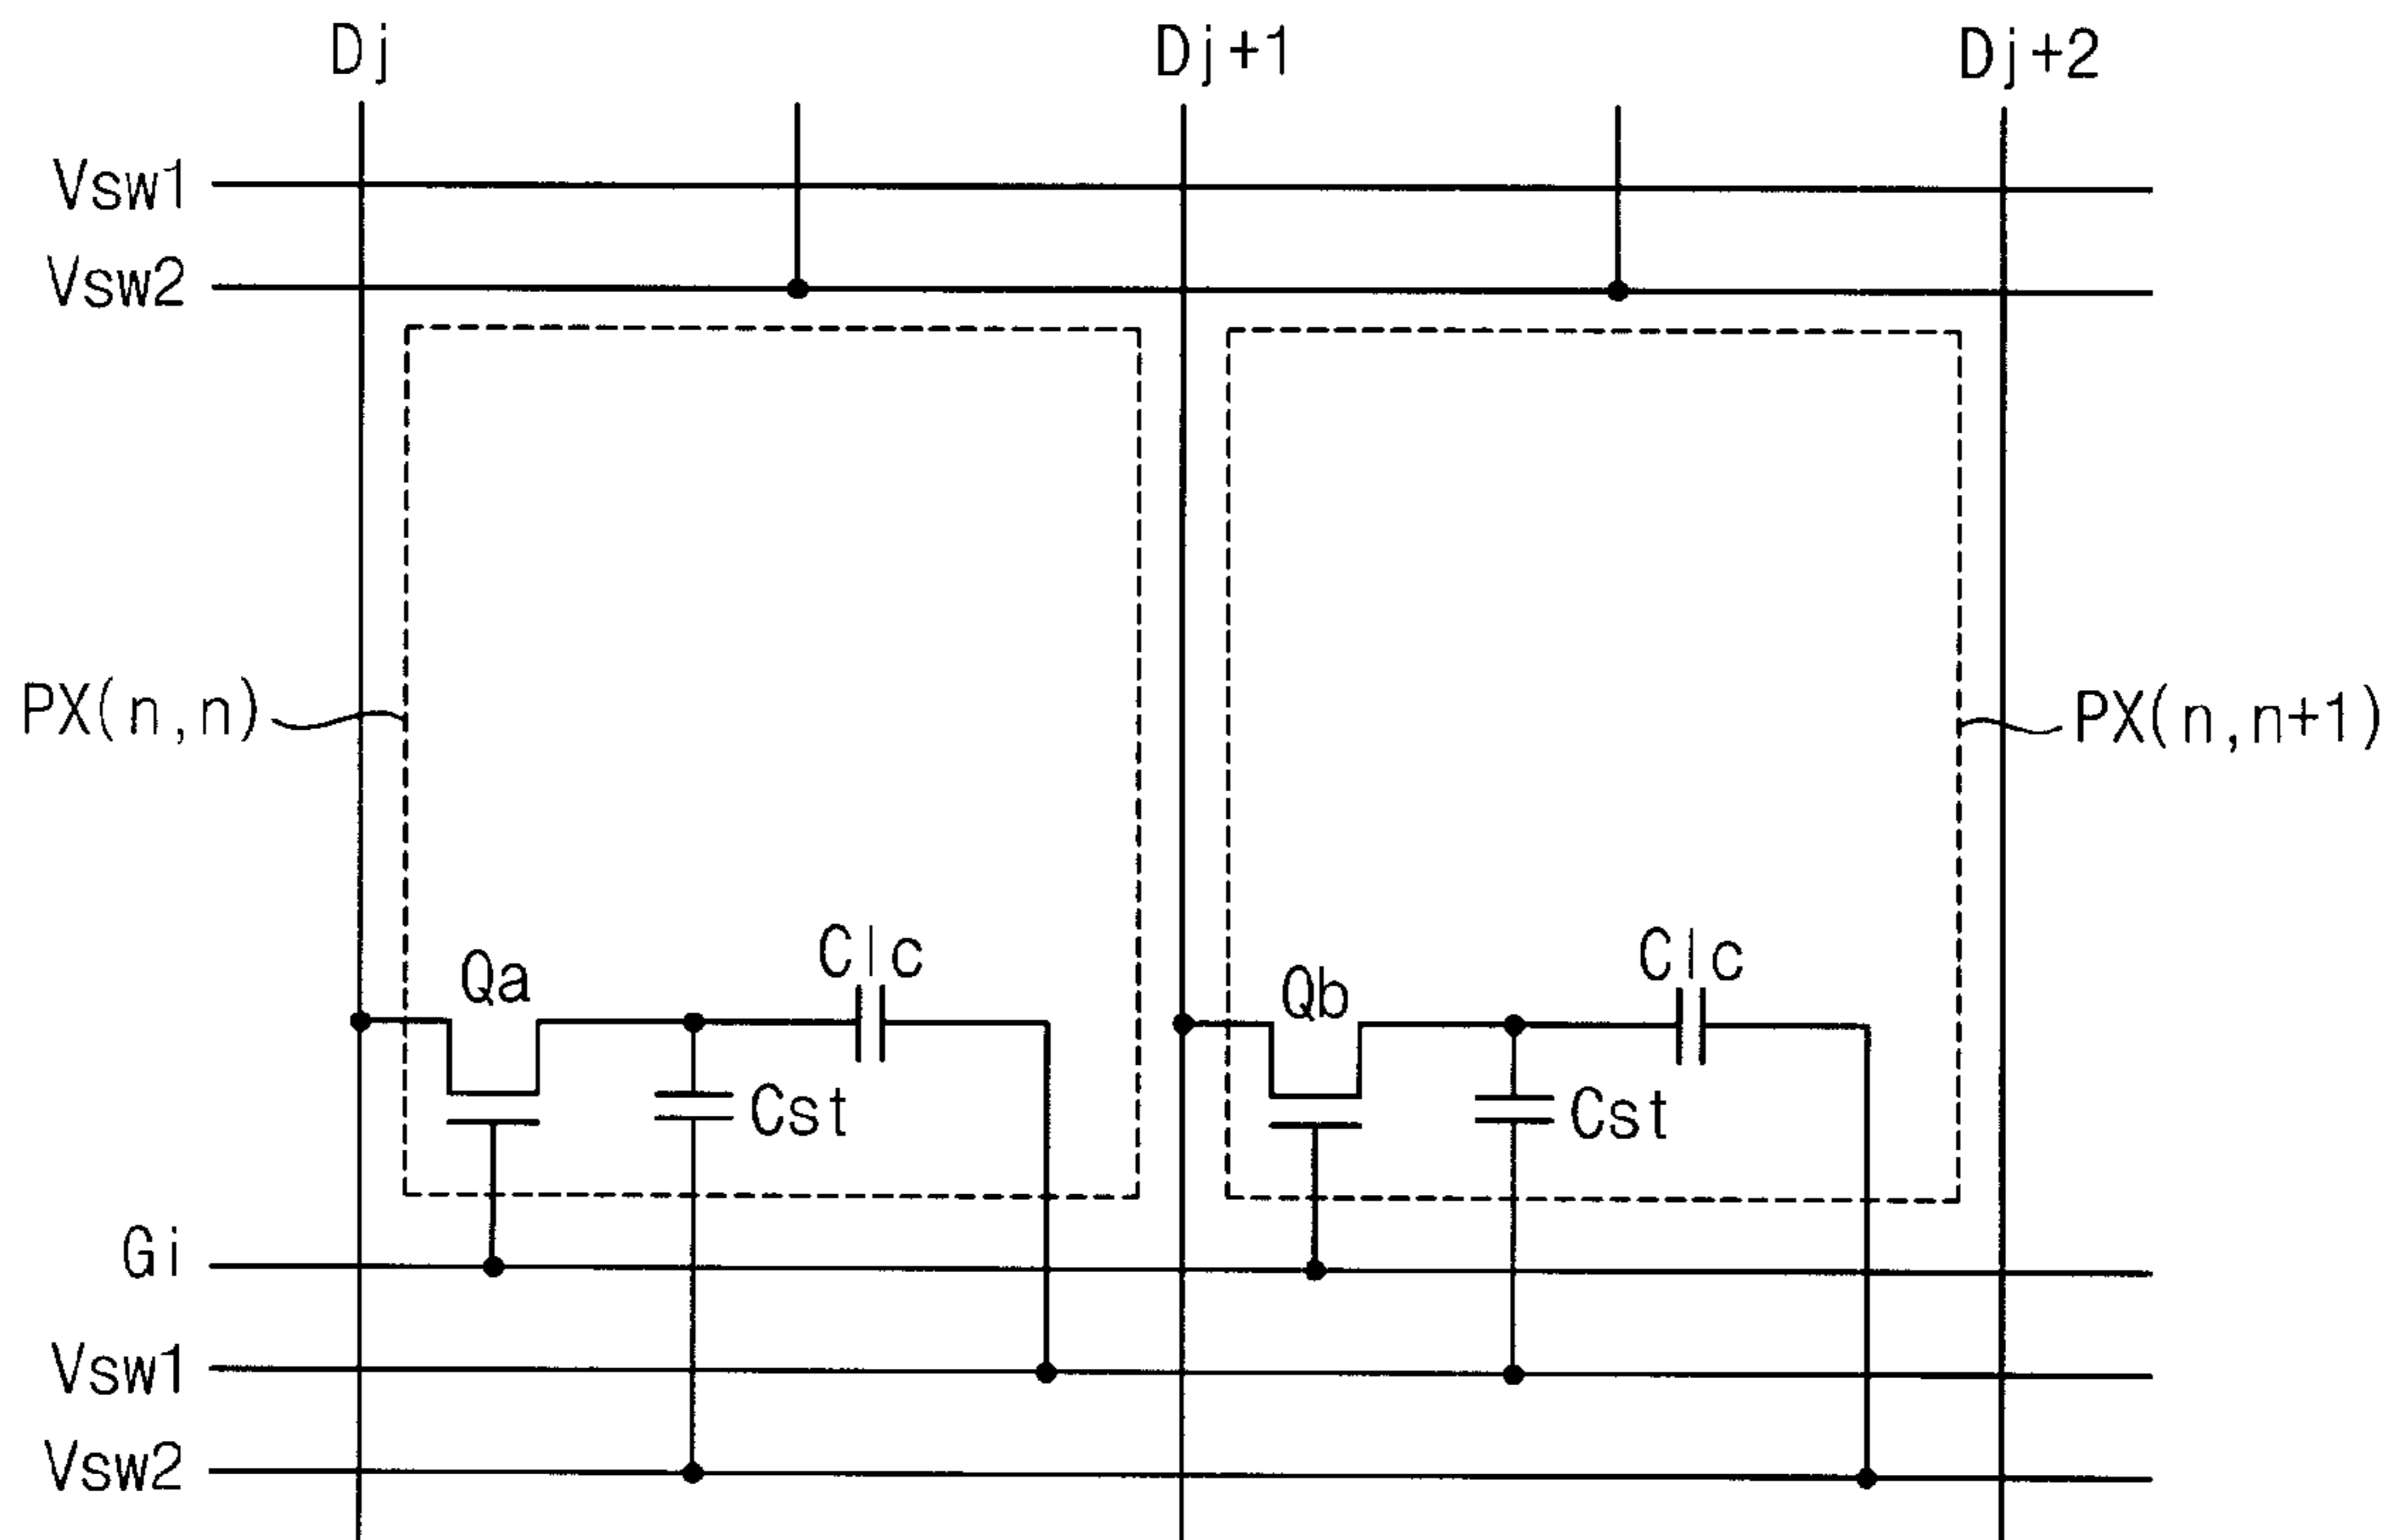 Dj
Dj+1
Dj+2
Vsw1
Vsw2
PX(n,n)
PX(n,n+1)
Qa
Clc
Qb
Clc
Cst
Cst
Gi
Vsw1
Vsw2